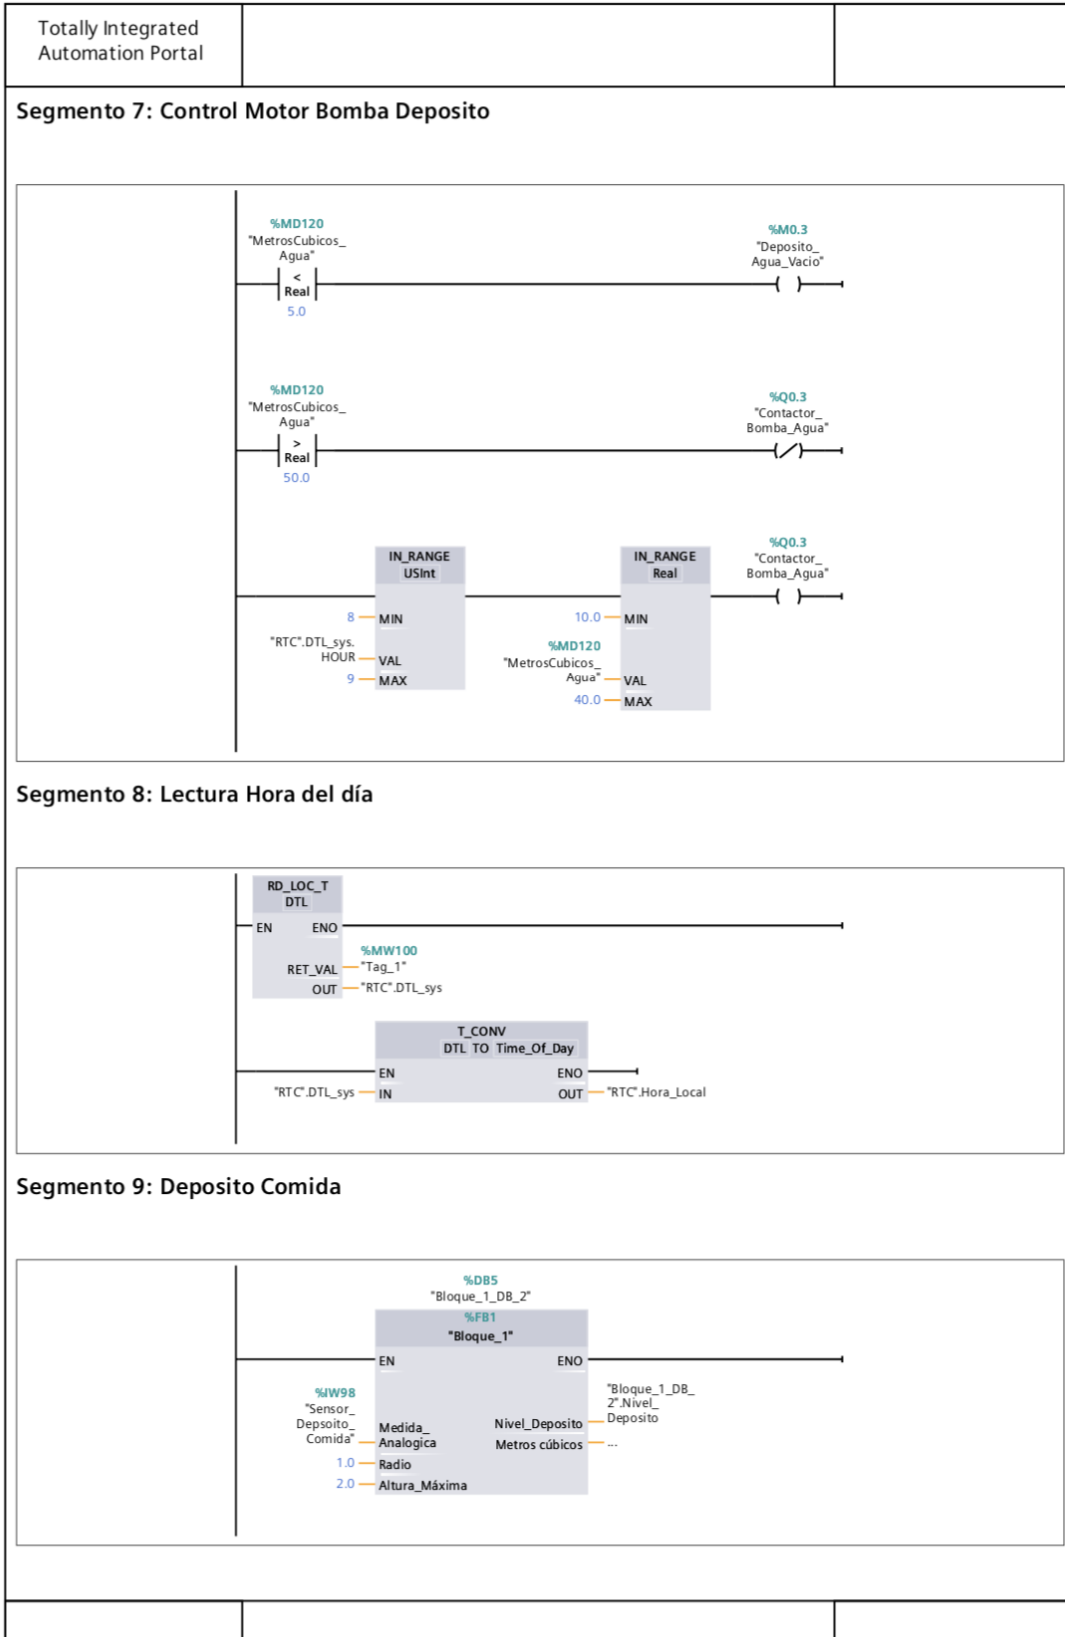 Totally Integrated
Automation Portal
Segmento 7: Control Motor Bomba Deposito
%MD120
"MetrosCubicos_
Agua"
<
Real
5.0
%M0.3
"Deposito_
Agua_Vacio"
%MD120
"MetrosCubicos_
Agua"
>
Real
50.0
%Q0.3
"Contactor_
Bomba_Agua"
IN_RANGE
USInt
8
MIN
"RTC".DTL_sys.
HOUR
VAL
9
MAX
IN_RANGE
Real
10.0
MIN
%MD120
"MetrosCubicos_
Agua"
VAL
40.0
MAX
%Q0.3
"Contactor_
Bomba_Agua"
Segmento 8: Lectura Hora del día
RD_LOC_T
DTL
EN ENO
%MW100
RET_VAL "Tag_1"
OUT "RTC".DTL_sys
T_CONV
DTL TO Time_Of_Day
EN ENO
"RTC".DTL_sys IN OUT "RTC".Hora_Local
Segmento 9: Deposito Comida
%DB5
"Bloque_1_DB_2"
%FB1
"Bloque_1"
EN ENO
%IW98
"Sensor_
Depsoito_
Comida"
Medida_
Analogica
1.0 Radio
2.0 Altura_Máxima
Nivel_Deposito
"Bloque_1_DB_
2".Nivel_
Deposito
Metros cúbicos ...